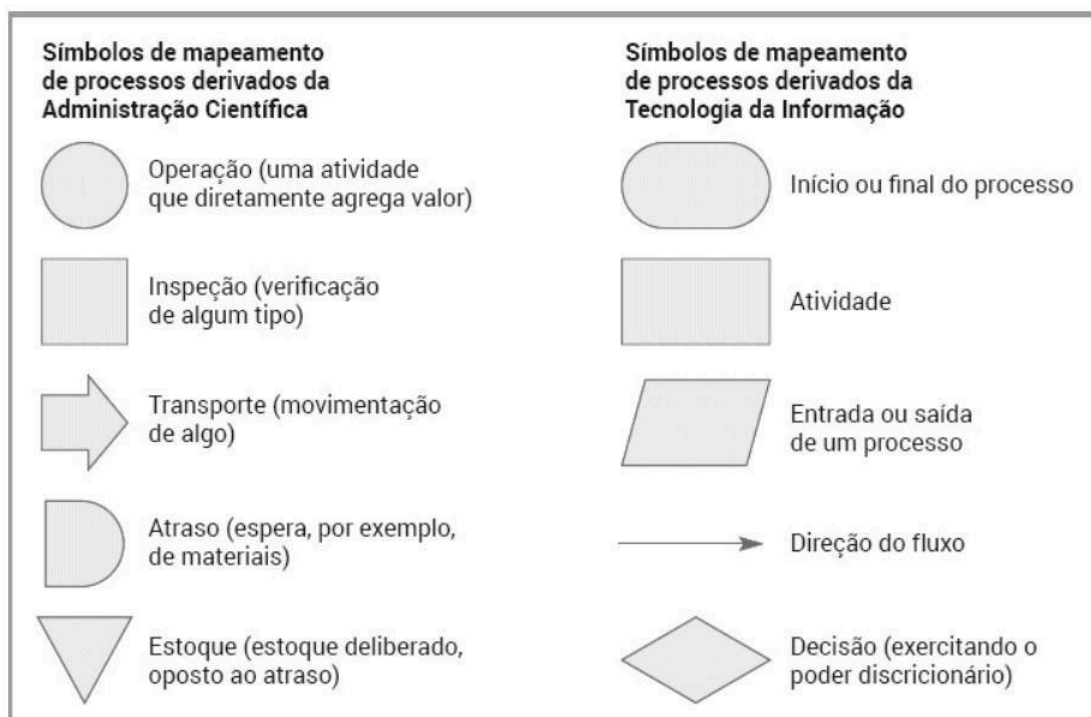 Símbolos de mapeamento
de processos derivados da
Administração Científica
Operação (uma atividade
que diretamente agrega valor)
Inspeção (verificação
de algum tipo)
Transporte (movimentação
de algo)
Atraso (espera, por exemplo,
de materiais)
Estoque (estoque deliberado,
oposto ao atraso)
Símbolos de mapeamento
de processos derivados da
Tecnologia da Informação
Início ou final do processo
Atividade
Entrada ou saída
de um processo
Direção do fluxo
Decisão (exercitando o
poder discricionário)